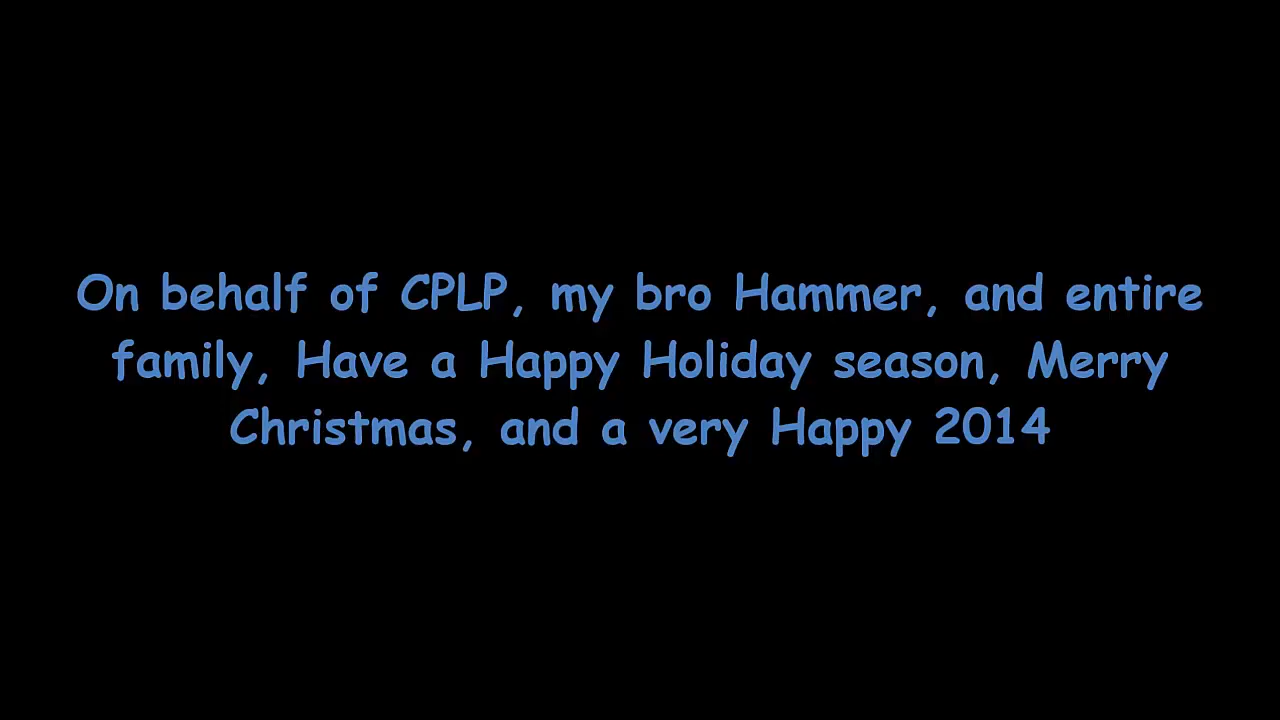 On behalf of CPLP, my bro Hammer, and entire
family, Have a Happy Holiday season, Merry
Christmas, and a very Happy 2014